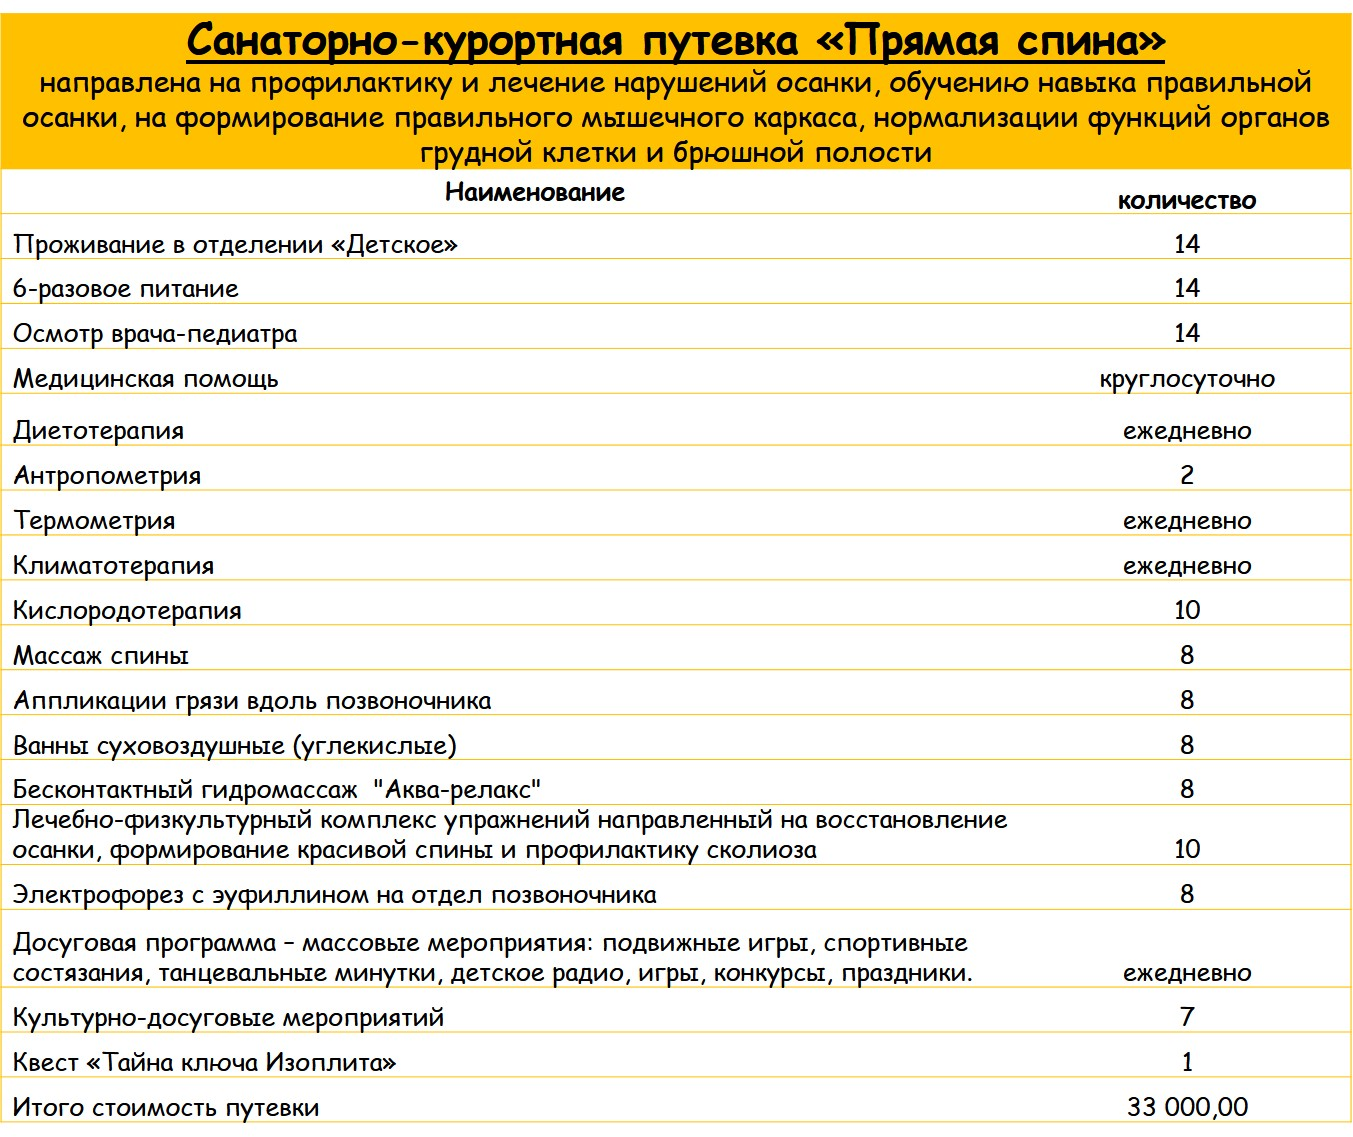 Санаторно-курортная путевка «Прямая спина»
направлена на профилактику и лечение нарушений осанки, обучению навыка правильной
осанки, на формирование правильного мышечного каркаса, нормализации функций органов
грудной клетки и брюшной полости
Наименование количество
Проживание в отделении «Детское» 14
6-разовое питание 14
Осмотр врача-педиатра 14
Медицинская помощь круглосуточно
Диетотерапия ежедневно
Антропометрия 2
Термометрия ежедневно
Климатотерапия ежедневно
Кислородотерапия 10
Массаж спины 8
Аппликации грязи вдоль позвоночника 8
Ванны суховоздушные (углекислые) 8
Бесконтактный гидромассаж "Аква-релакс" 8
Лечебно-физкультурный комплекс упражнений направленный на восстановление
осанки, формирование красивой спины и профилактику сколиоза 10
Электрофорез с эуфиллином на отдел позвоночника 8
Досуговая программа – массовые мероприятия: подвижные игры, спортивные
состязания, танцевальные минутки, детское радио, игры, конкурсы, праздники. ежедневно
Культурно-досуговые мероприятий 7
Квест «Тайна ключа Изоплита» 1
Итого стоимость путевки 33 000,00